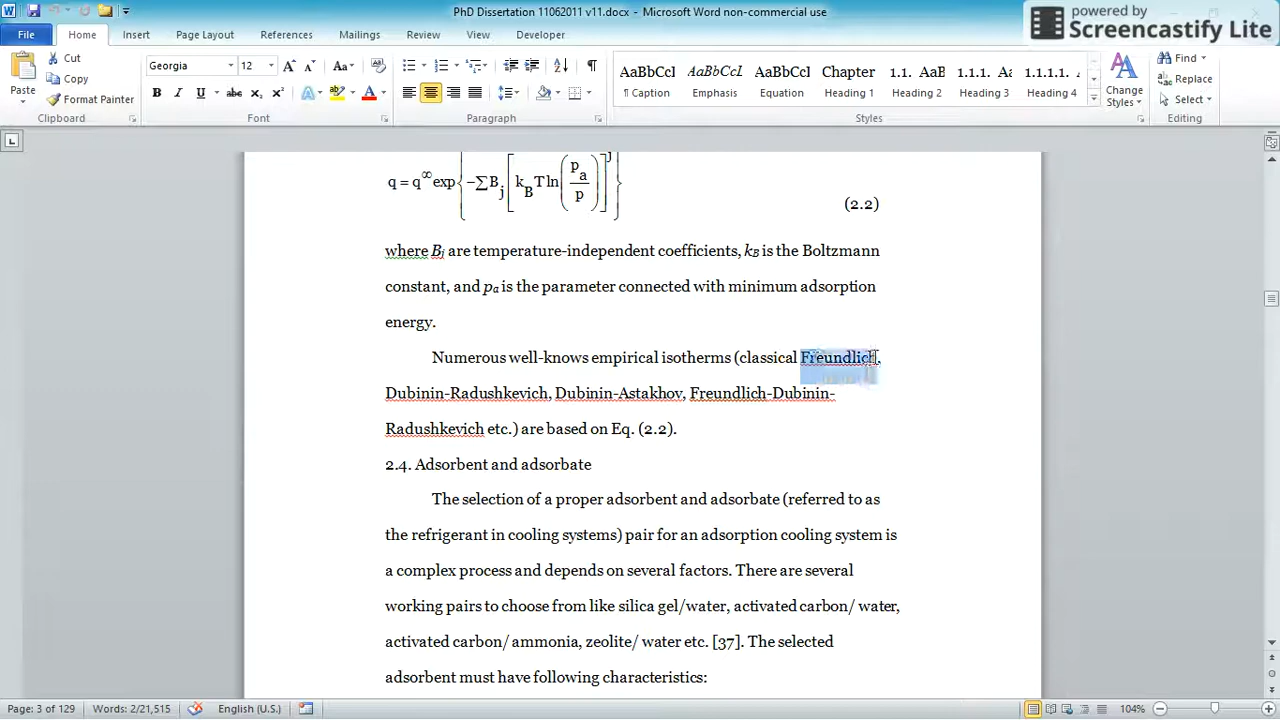 PhD Dissertation 11062011 v11.docx - Microsoft Word non-commercial use
powered by
Screencastify Lite
File Home Insert Page Layout References Mailings Review View Developer
Paste
Cut
Copy
Format Painter
Clipboard
Georgia 12
Font
Paragraph
AaBbCcI AaBbCcI AaBbCcI Chapter 1.1. AaB 1.1.1. Aa 1.1.1.1.
¶ Caption Emphasis Equation Heading 1 Heading 2 Heading 3 Heading 4
Change Styles
Styles
Find
Replace
Select
Editing
q = q∞exp{−∑Bj[kBT ln(pa/p)]j}
(2.2)
where Bj are temperature-independent coefficients, kB is the Boltzmann
constant, and pa is the parameter connected with minimum adsorption
energy.
Numerous well-knows empirical isotherms (classical Freundlich,
Dubinin-Radushkevich, Dubinin-Astakhov, Freundlich-Dubinin-
Radushkevich etc.) are based on Eq. (2.2).
2.4. Adsorbent and adsorbate
The selection of a proper adsorbent and adsorbate (referred to as
the refrigerant in cooling systems) pair for an adsorption cooling system is
a complex process and depends on several factors. There are several
working pairs to choose from like silica gel/water, activated carbon/ water,
activated carbon/ ammonia, zeolite/ water etc. [37]. The selected
adsorbent must have following characteristics:
Page: 3 of 129 Words: 2/21,515 English (U.S.) 104%